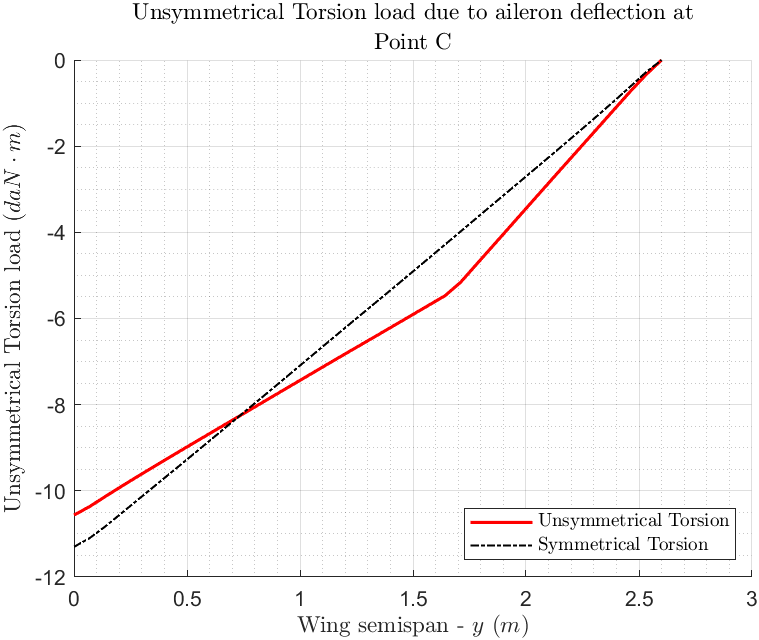 Unsymmetrical Torsion load due to aileron deflection at
Point C
Unsymmetrical Torsion load (daN · m)
0
-2
-4
-6
-8
-10
-12
0
0.5
1
1.5
2
2.5
3
Wing semispan - y (m)
Unsymmetrical Torsion
Symmetrical Torsion